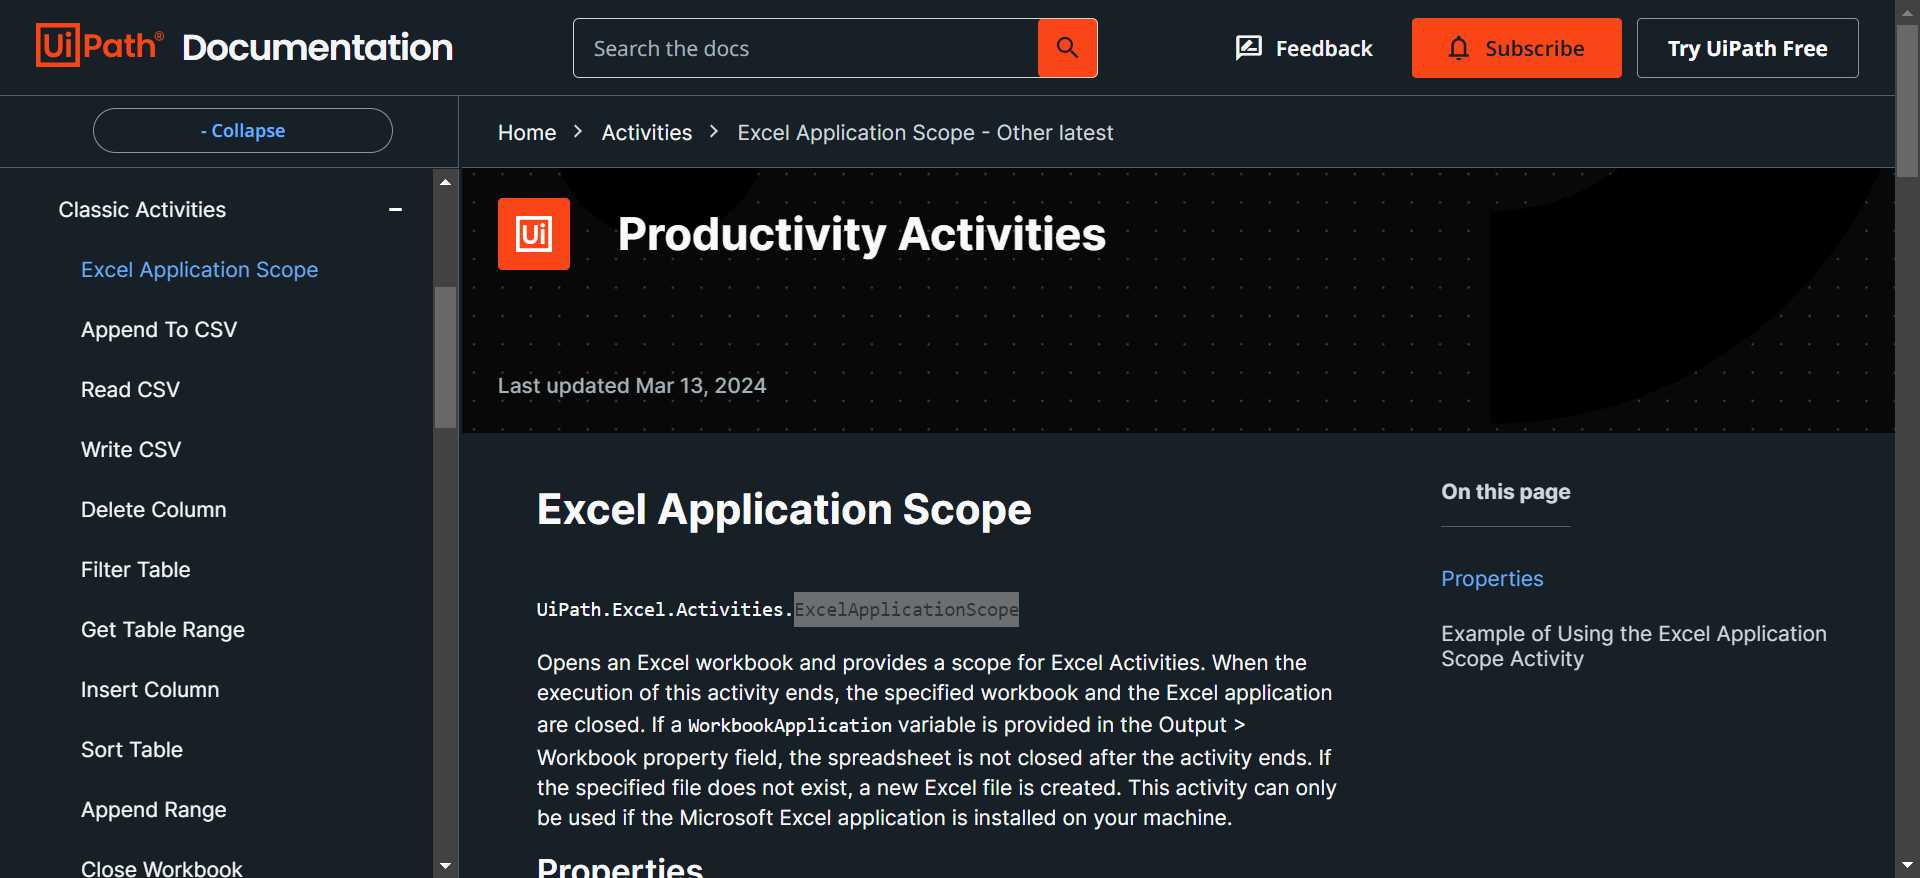 UiPath® Documentation
Search the docs
Feedback
Subscribe
Try UiPath Free
- Collapse
Home > Activities > Excel Application Scope - Other latest
Classic Activities
Excel Application Scope
Append To CSV
Read CSV
Write CSV
Delete Column
Filter Table
Get Table Range
Insert Column
Sort Table
Append Range
Close Workbook
Ui
Productivity Activities
Last updated Mar 13, 2024
Excel Application Scope
UiPath.Excel.Activities.ExcelApplicationScope
Opens an Excel workbook and provides a scope for Excel Activities. When the
execution of this activity ends, the specified workbook and the Excel application
are closed. If a WorkbookApplication variable is provided in the Output >
Workbook property field, the spreadsheet is not closed after the activity ends. If
the specified file does not exist, a new Excel file is created. This activity can only
be used if the Microsoft Excel application is installed on your machine.
Properties
On this page
Properties
Example of Using the Excel Application
Scope Activity